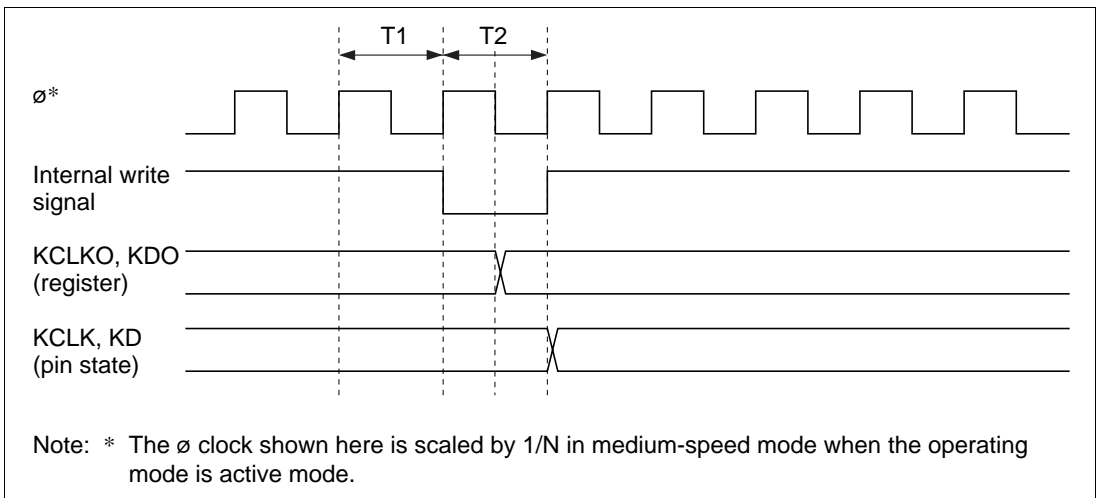 T1 T2
ø*
Internal write
signal
KCLKO, KDO
(register)
KCLK, KD
(pin state)
Note: * The ø clock shown here is scaled by 1/N in medium-speed mode when the operating
mode is active mode.